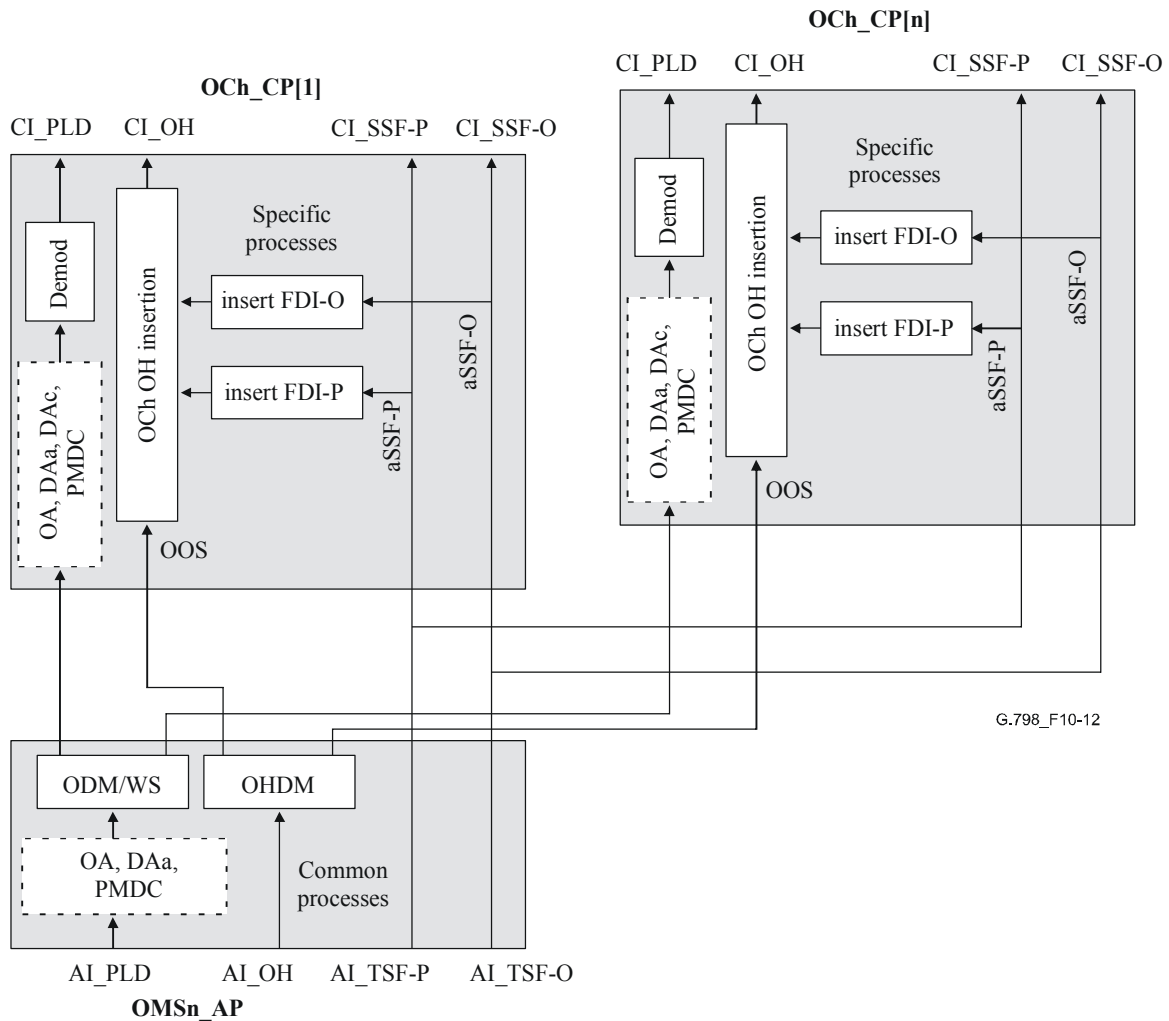 OCh_CP[n]
CI_PLD CI_OH CI_SSF-P CI_SSF-O
OCh_CP[1]
CI_PLD CI_OH CI_SSF-P CI_SSF-O
Specific
processes
Demod
OCh OH insertion
insert FDI-O
insert FDI-P
aSSF-O
aSSF-P
OA, DAa, DAc,
PMDC
OOS
Specific
processes
Demod
OCh OH insertion
insert FDI-O
insert FDI-P
aSSF-O
aSSF-P
OA, DAa, DAc,
PMDC
OOS
G.798_F10-12
ODM/WS
OHDM
OA, DAa,
PMDC
Common
processes
AI_PLD AI_OH AI_TSF-P AI_TSF-O
OMSn_AP